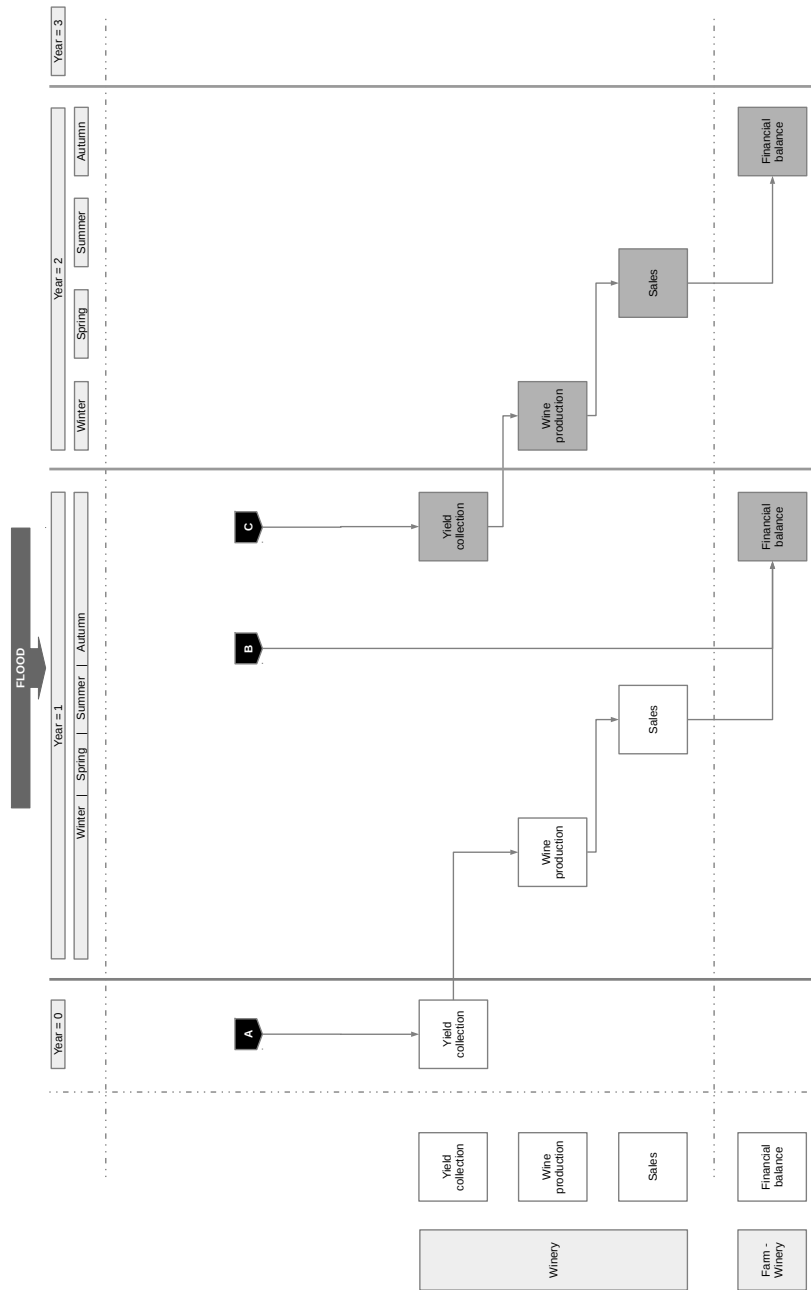 FLOOD
Year = 0
Year = 1
Year = 2
Year = 3
Winter | Spring | Summer | Autumn
Winter
Spring
Summer
Autumn
A
B
C
Winery
Yield
collection
Yield
collection
Yield
collection
Wine
production
Wine
production
Wine
production
Sales
Sales
Sales
Farm -
Winery
Financial
balance
Financial
balance
Financial
balance